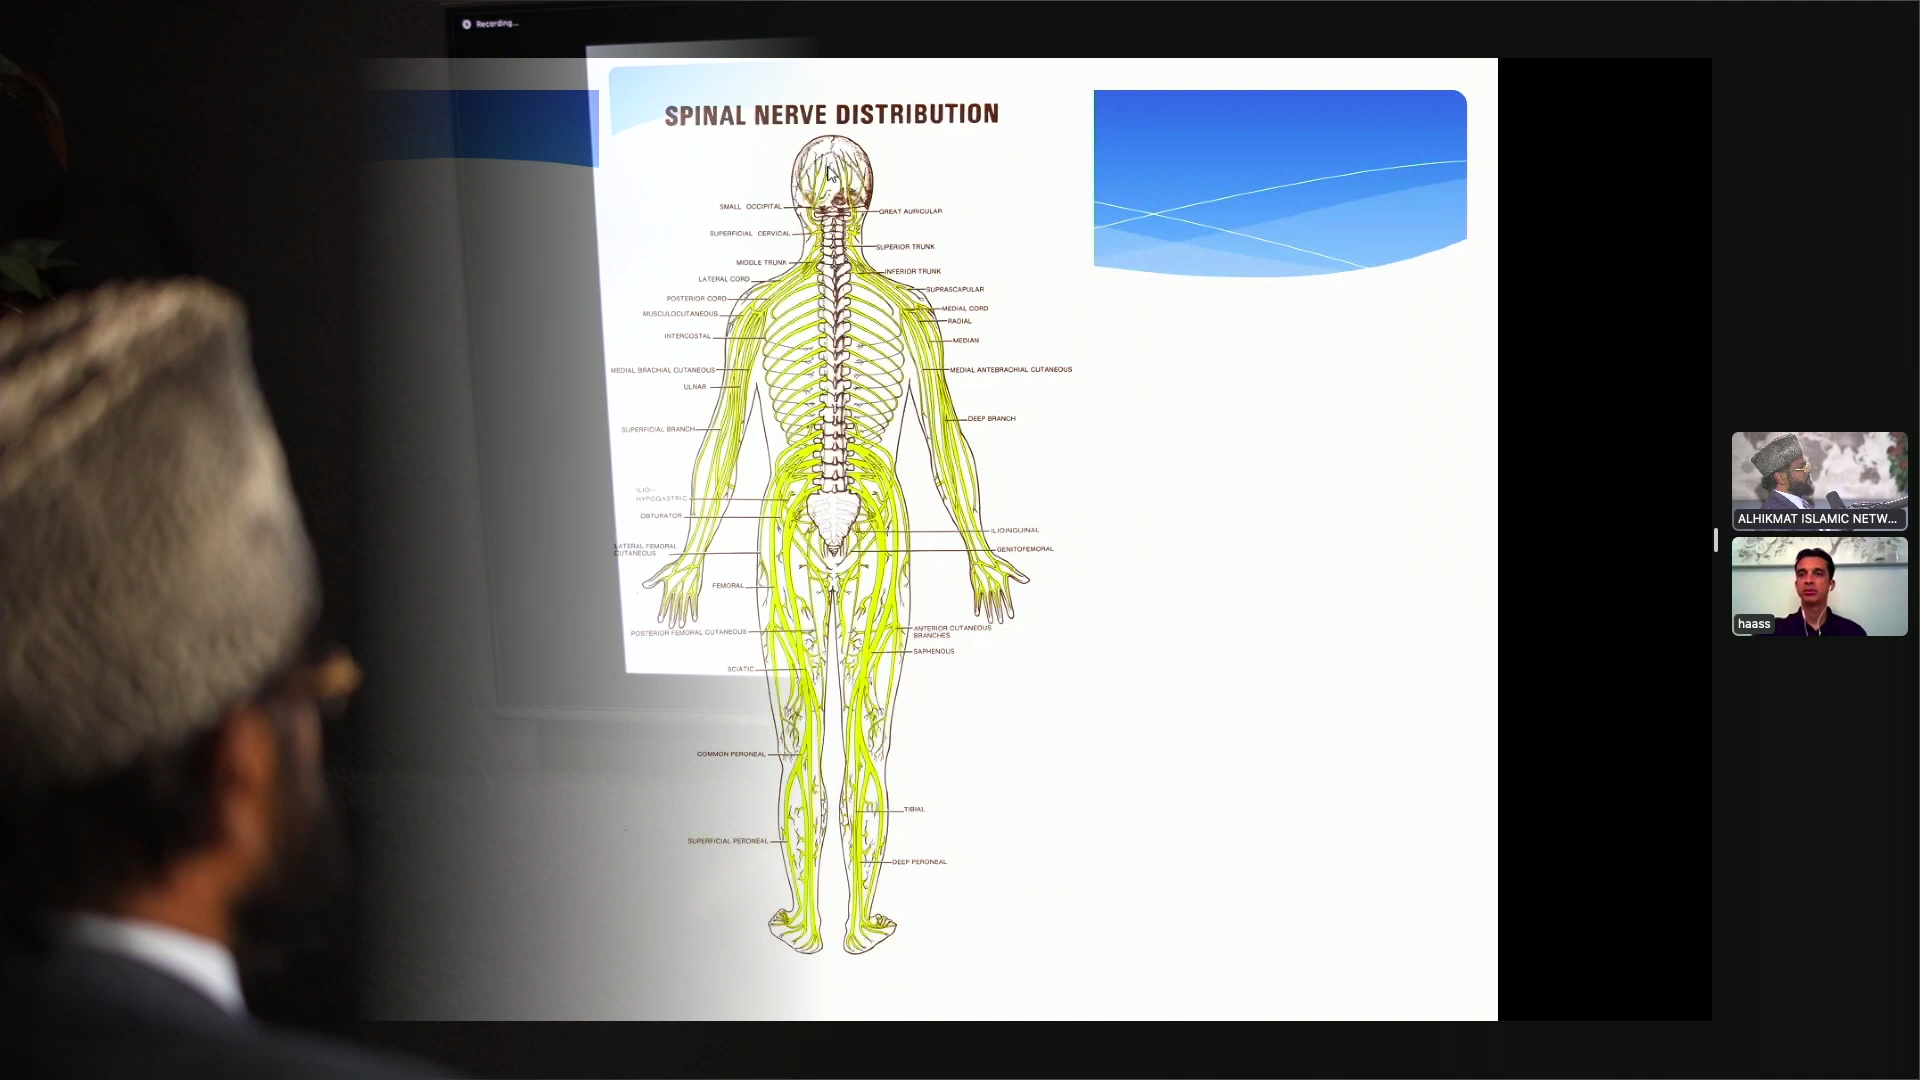 Recording...
SPINAL NERVE DISTRIBUTION
SMALL OCCIPITAL
GREAT AURICULAR
SUPERFICIAL CERVICAL
SUPERIOR TRUNK
MIDDLE TRUNK
INFERIOR TRUNK
LATERAL CORD
SUPRASCAPULAR
POSTERIOR CORD
MEDIAL CORD
MUSCULOCUTANEOUS
RADIAL
INTERCOSTAL
MEDIAN
MEDIAL BRACHIAL CUTANEOUS
MEDIAL ANTEBRACHIAL CUTANEOUS
ULNAR
DEEP BRANCH
SUPERFICIAL BRANCH
ILIO-
HYPOGASTRIC
OBTURATOR
ILIOINGUINAL
LATERAL FEMORAL
CUTANEOUS
GENITOFEMORAL
FEMORAL
POSTERIOR FEMORAL CUTANEOUS
ANTERIOR CUTANEOUS
BRANCHES
SAPHENOUS
SCIATIC
COMMON PERONEAL
TIBIAL
SUPERFICIAL PERONEAL
DEEP PERONEAL
ALHIKMAT ISLAMIC NETW...
haass